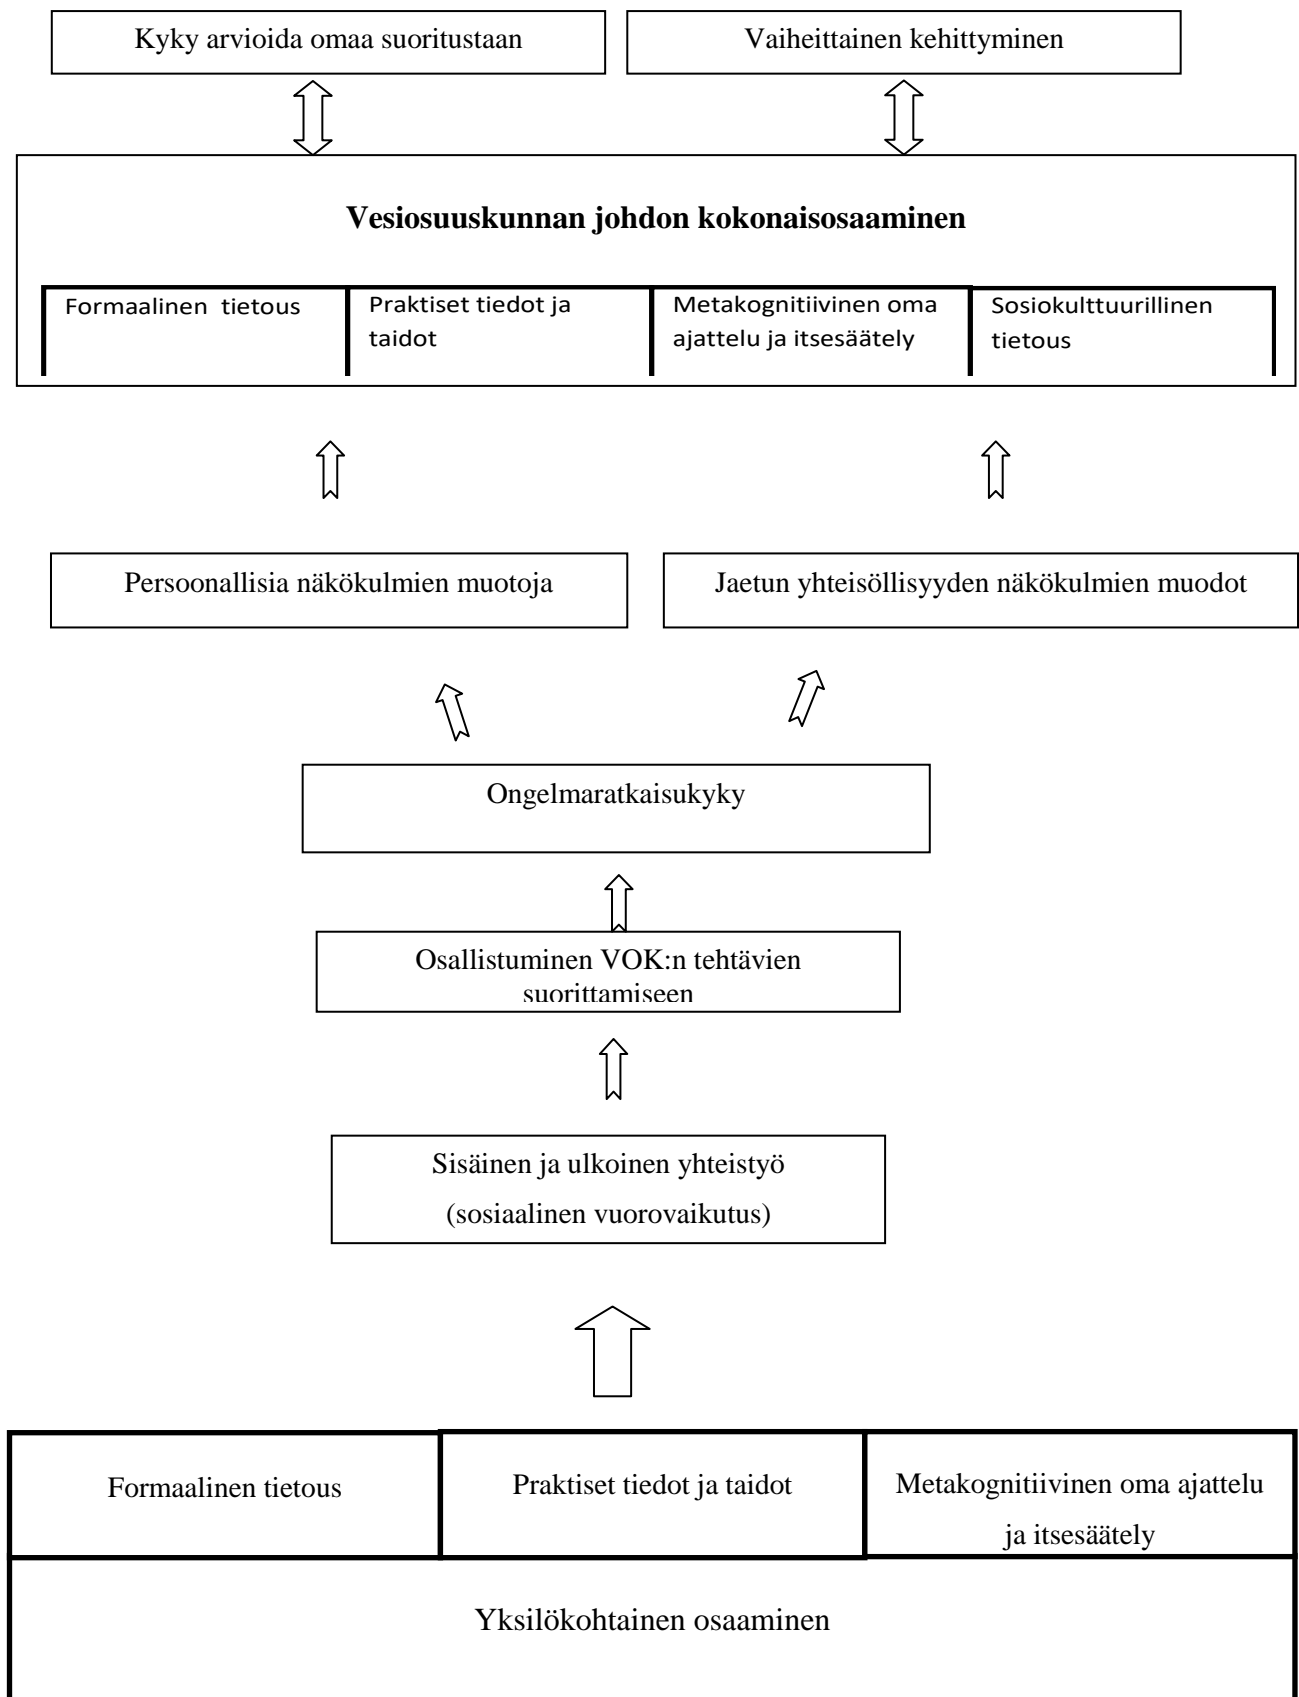 Kyky arvioida omaa suoritustaan
Vaiheittainen kehittyminen
Vesiosuuskunnan johdon kokonaisosaaminen
Formaalinen tietous
Praktiset tiedot ja
taidot
Metakognitiivinen oma
ajattelu ja itsesäätely
Sosiokulttuurillinen
tietous
Persoonallisia näkökulmien muotoja
Jaetun yhteisöllisyyden näkökulmien muodot
Ongelmaratkaisukyky
Osallistuminen VOK:n tehtävien
suorittamiseen
Sisäinen ja ulkoinen yhteistyö
(sosiaalinen vuorovaikutus)
Formaalinen tietous
Praktiset tiedot ja taidot
Metakognitiivinen oma ajattelu
ja itsesäätely
Yksilökohtainen osaaminen